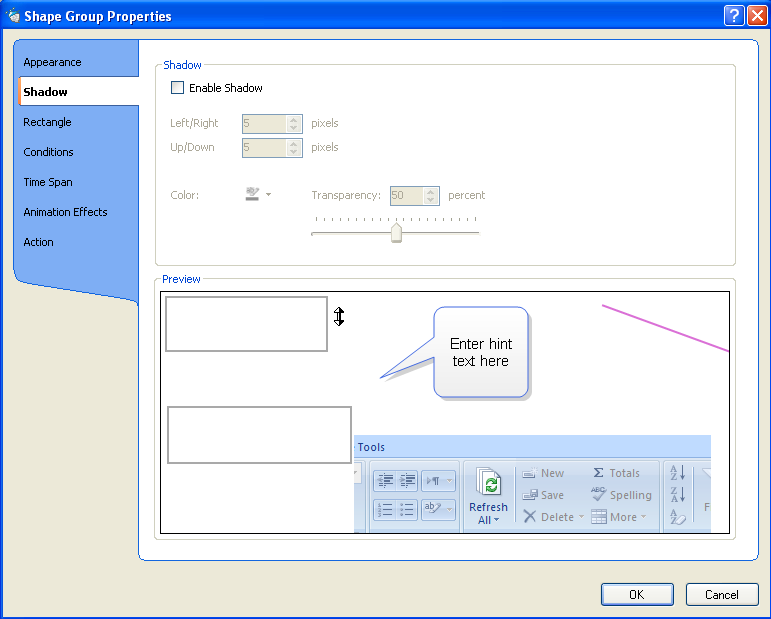 Shape Group Properties
Appearance
Shadow
Rectangle
Conditions
Time Span
Animation Effects
Action
Shadow
Enable Shadow
Left/Right 5 pixels
Up/Down 5 pixels
Color: Transparency: 50 percent
Preview
Enter hint
text here
Tools
Refresh
All
New
Save
Delete
Σ Totals
ABC Spelling
More
A
Z
Z
A
A
Z
ab
F
OK Cancel